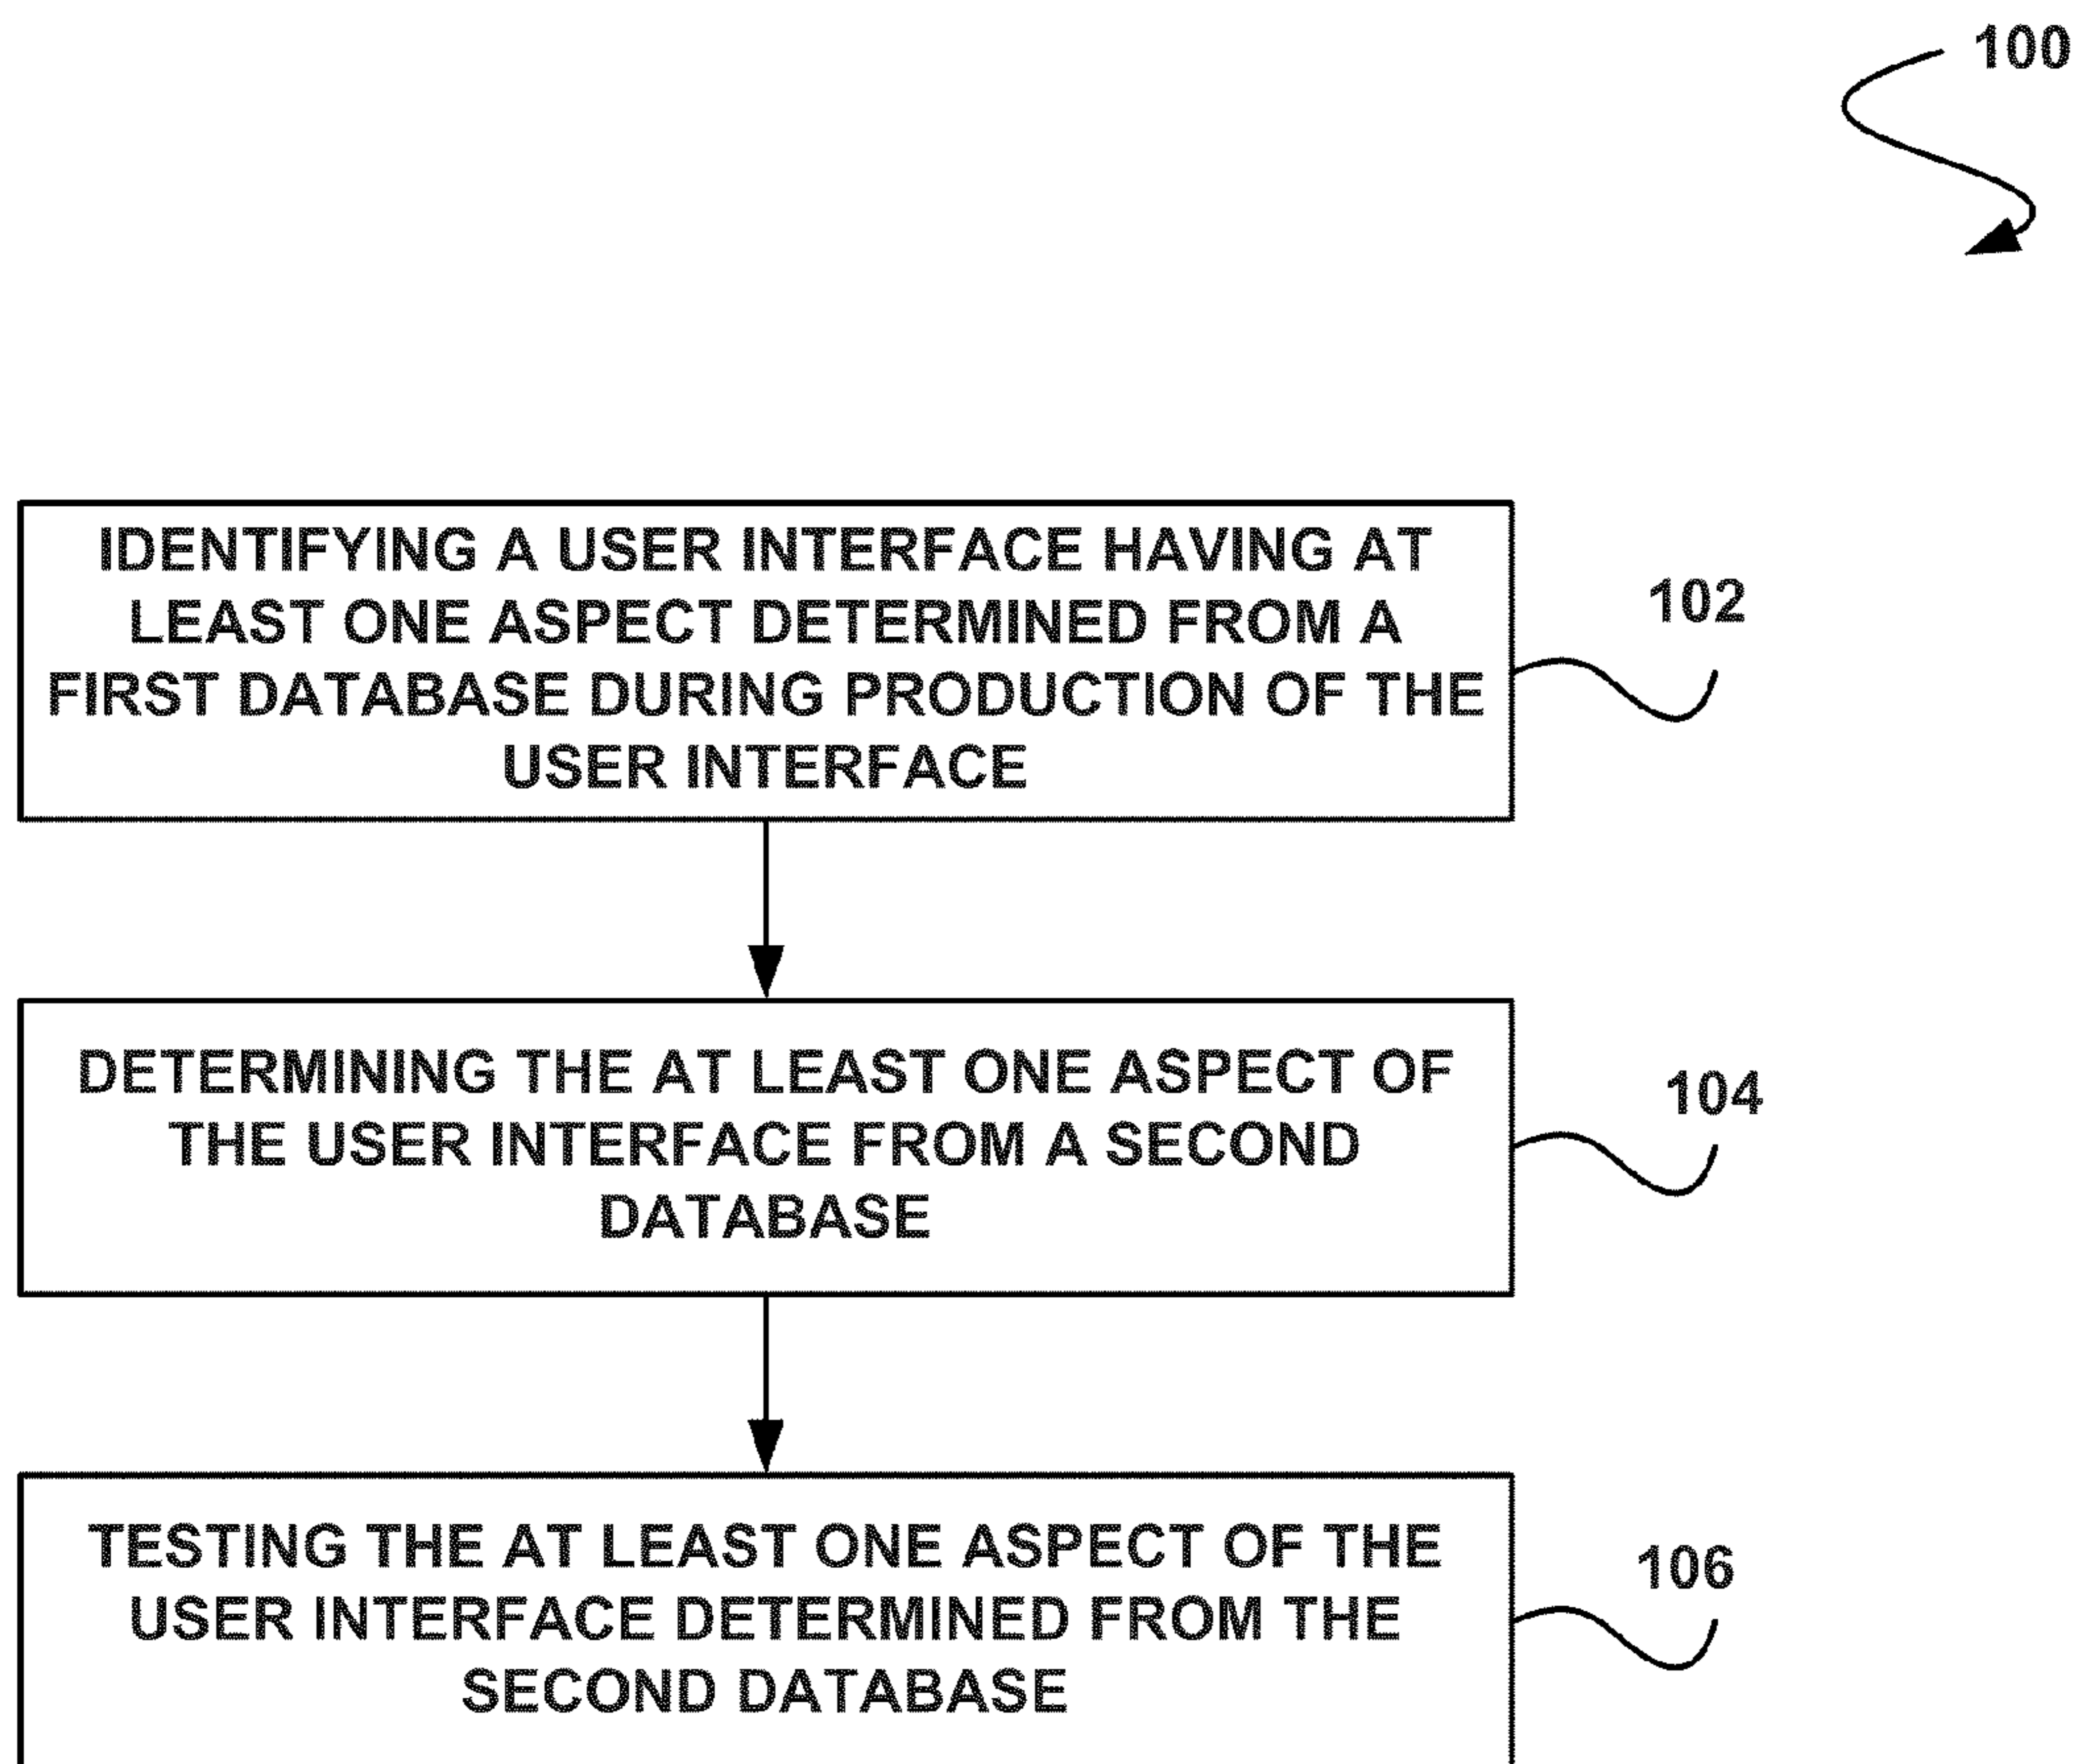 100
IDENTIFYING A USER INTERFACE HAVING AT
LEAST ONE ASPECT DETERMINED FROM A
FIRST DATABASE DURING PRODUCTION OF THE
USER INTERFACE
102
DETERMINING THE AT LEAST ONE ASPECT OF
THE USER INTERFACE FROM A SECOND
DATABASE
104
TESTING THE AT LEAST ONE ASPECT OF THE
USER INTERFACE DETERMINED FROM THE
SECOND DATABASE
106